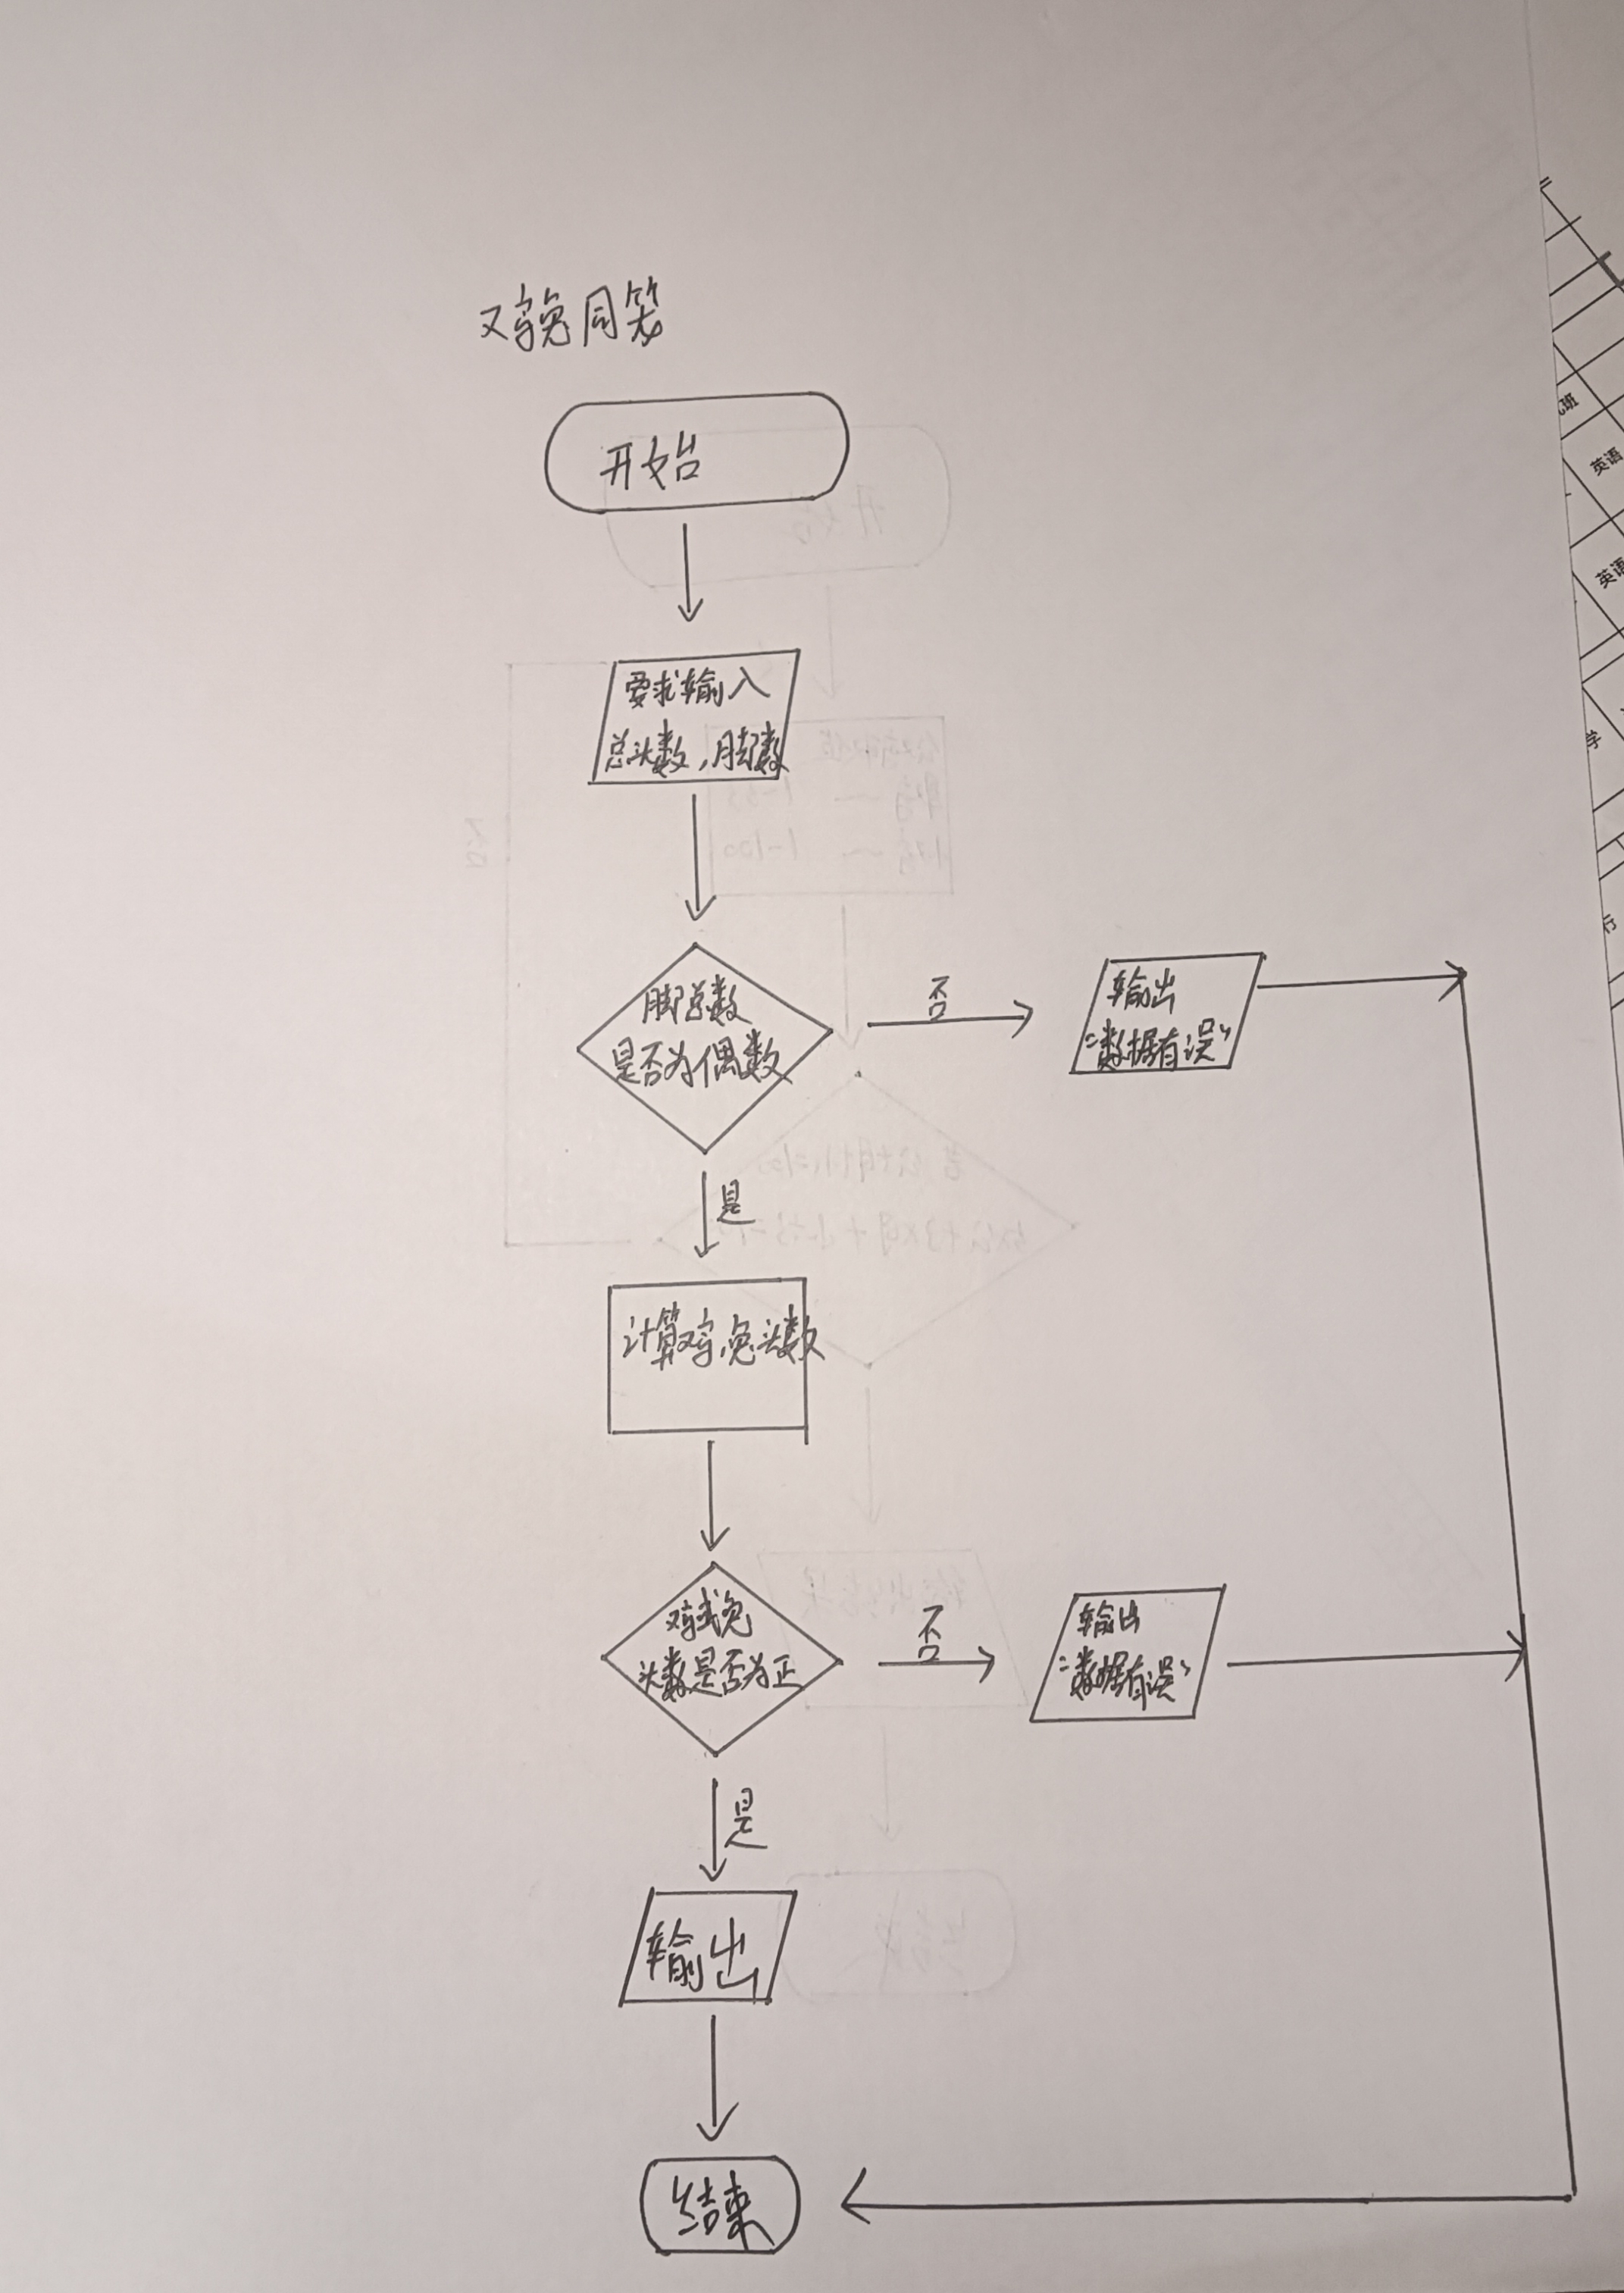 鸡兔同笼
开始
要求输入
总头数，脚数
脚总数
是否为偶数
否
输出
“数据有误”
是
计算鸡,兔头数
鸡或兔
头数是否为正
否
输出
“数据有误”
是
输出
结束
班
英语
英语
学
行